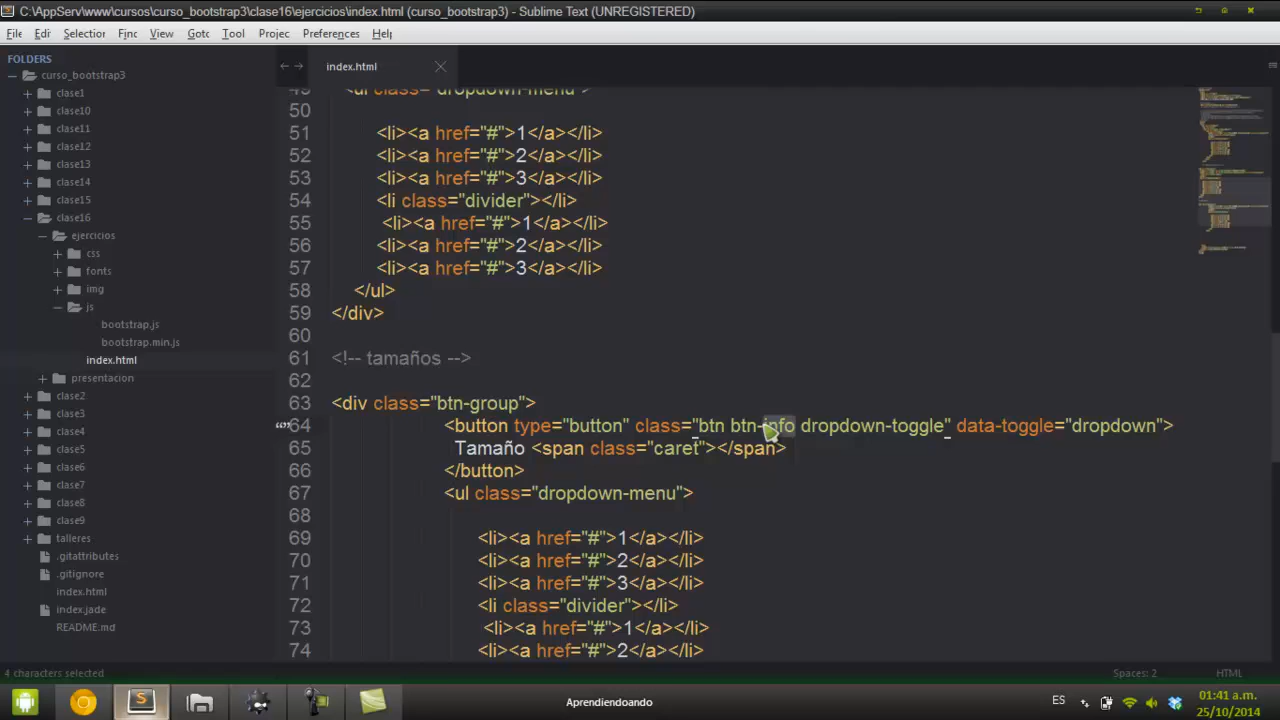 C:\AppServ\www\cursos\curso_bootstrap3\clase16\ejercicios\index.html (curso_bootstrap3) - Sublime Text (UNREGISTERED)
File Edit Selection Find View Goto Tool Projec Preferences Help
FOLDERS
curso_bootstrap3
clase1
clase10
clase11
clase12
clase13
clase14
clase15
clase16
ejercicios
css
fonts
img
js
bootstrap.js
bootstrap.min.js
index.html
presentacion
clase2
clase3
clase4
clase5
clase6
clase7
clase8
clase9
talleres
.gitattributes
.gitignore
index.html
index.jade
README.md
index.html
49 <ul class="dropdown-menu">
50
51 <li><a href="#">1</a></li>
52 <li><a href="#">2</a></li>
53 <li><a href="#">3</a></li>
54 <li class="divider"></li>
55 <li><a href="#">1</a></li>
56 <li><a href="#">2</a></li>
57 <li><a href="#">3</a></li>
58 </ul>
59 </div>
60
61 <!-- tamaños -->
62
63 <div class="btn-group">
64 <button type="button" class="btn btn-info dropdown-toggle" data-toggle="dropdown">
65 Tamaño <span class="caret"></span>
66 </button>
67 <ul class="dropdown-menu">
68
69 <li><a href="#">1</a></li>
70 <li><a href="#">2</a></li>
71 <li><a href="#">3</a></li>
72 <li class="divider"></li>
73 <li><a href="#">1</a></li>
74 <li><a href="#">2</a></li>
4 characters selected
Spaces: 2
HTML
Aprendiendoando
ES
01:41 a.m.
25/10/2014